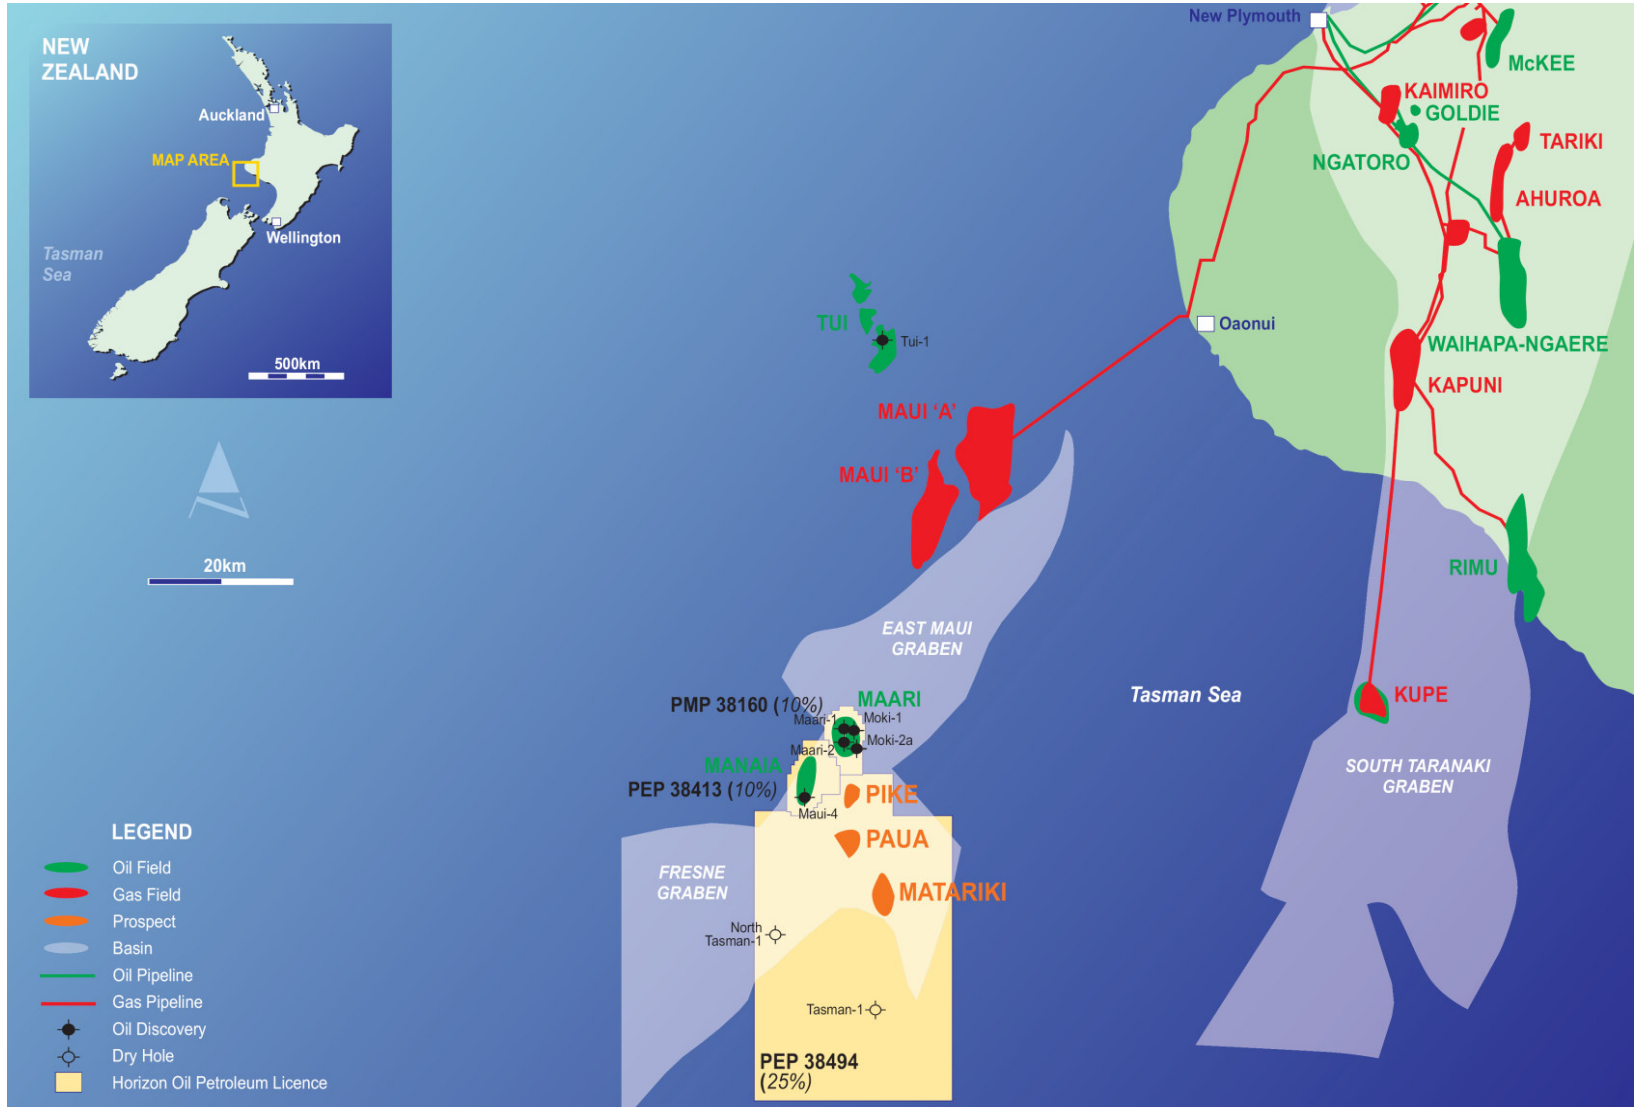 NEW
ZEALAND
Auckland
MAP AREA
Wellington
Tasman
Sea
500km
20km
New Plymouth
McKEE
KAIMIRO
GOLDIE
NGATORO
TARIKI
AHUROA
TUI
Tui-1
Oaonui
WAIHAPA-NGAERE
KAPUNI
MAUI ‘A’
MAUI ‘B’
RIMU
EAST MAUI
GRABEN
Tasman Sea
KUPE
PMP 38160 (10%)
MAARI
Maari-1
Moki-1
Maari-2
Moki-2a
MANAIA
PEP 38413 (10%)
Maui-4
PIKE
PAUA
MATARIKI
SOUTH TARANAKI
GRABEN
FRESNE
GRABEN
North
Tasman-1
Tasman-1
PEP 38494
(25%)
LEGEND
Oil Field
Gas Field
Prospect
Basin
Oil Pipeline
Gas Pipeline
Oil Discovery
Dry Hole
Horizon Oil Petroleum Licence